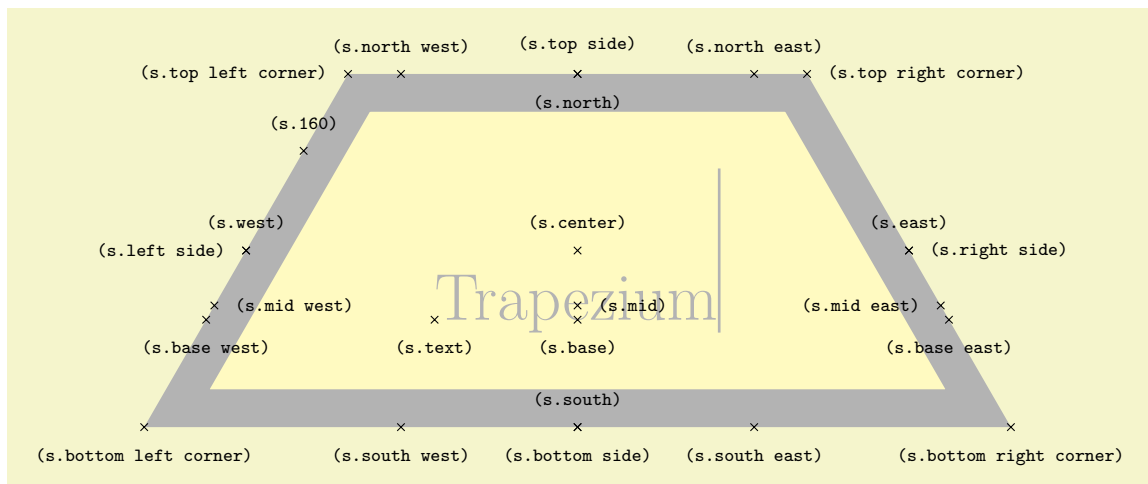 (s.north west) (s.top side) (s.north east)
(s.top left corner) (s.top right corner)
(s.north)
(s.160)
(s.west) (s.center) (s.east)
(s.left side) (s.right side)
Trapezium
(s.mid west) (s.mid) (s.mid east)
(s.base west) (s.text) (s.base) (s.base east)
(s.south)
(s.bottom left corner) (s.south west) (s.bottom side) (s.south east) (s.bottom right corner)